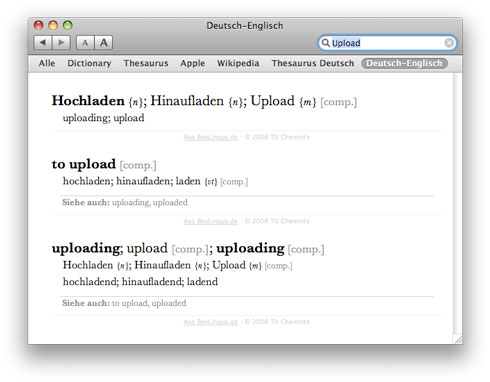 Deutsch-Englisch
A A Upload
Alle Dictionary Thesaurus Apple Wikipedia Thesaurus Deutsch Deutsch-Englisch
Hochladen {n}; Hinaufladen {n}; Upload {m} [comp.]
uploading; upload
Aus BeoLingus.de · © 2008 TU Chemnitz
to upload [comp.]
hochladen; hinaufladen; laden {vt} [comp.]
Siehe auch: uploading, uploaded
Aus BeoLingus.de · © 2008 TU Chemnitz
uploading; upload [comp.]; uploading [comp.]
Hochladen {n}; Hinaufladen {n}; Upload {m} [comp.]
hochladend; hinaufladend; ladend
Siehe auch: to upload, uploaded
Aus BeoLingus.de · © 2008 TU Chemnitz